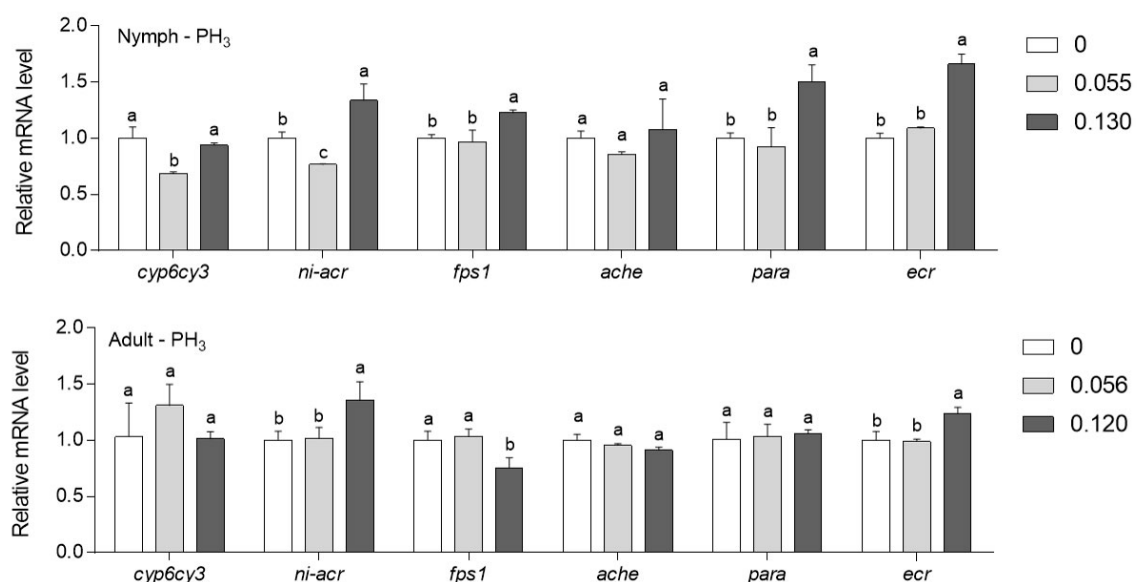 Nymph - PH₃
Relative mRNA level
2.0
1.5
1.0
0.5
0.0
a b a
b c a
b b a
a a a
b b a
b b a
cyp6cy3 ni-acr fps1 ache para ecr
0
0.055
0.130
Adult - PH₃
Relative mRNA level
2.0
1.5
1.0
0.5
0.0
a a a
b b a
a a b
a a a
a a a
b b a
cyp6cy3 ni-acr fps1 ache para ecr
0
0.056
0.120